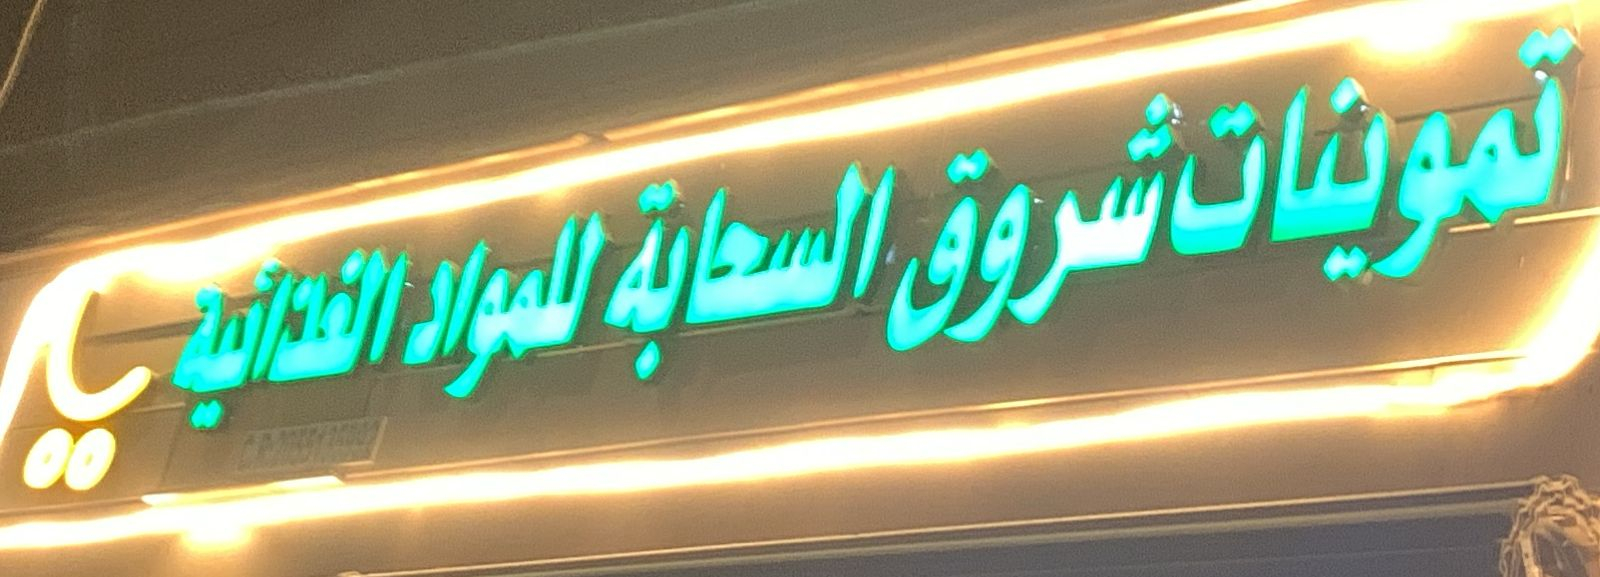 تموينات شروق السحابة للمواد الغذائية